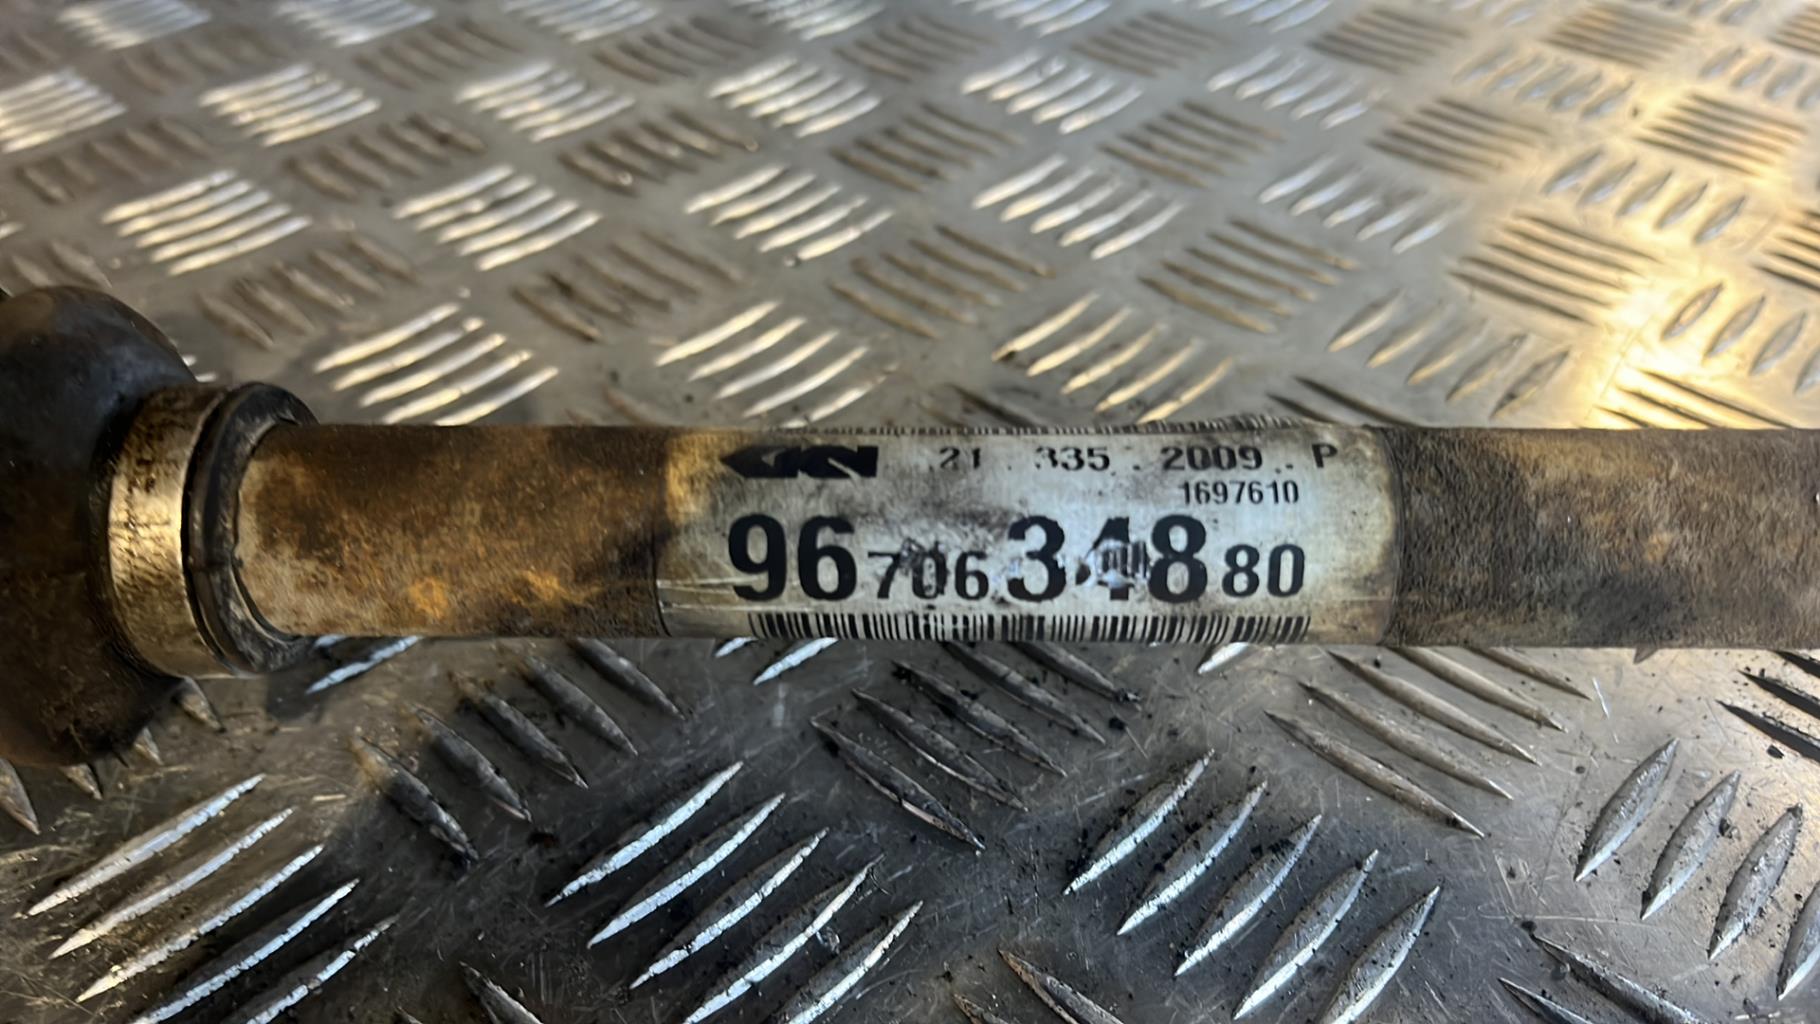 GKN 21 . 335 . 2009 . . P
1697610
96 706 348 80